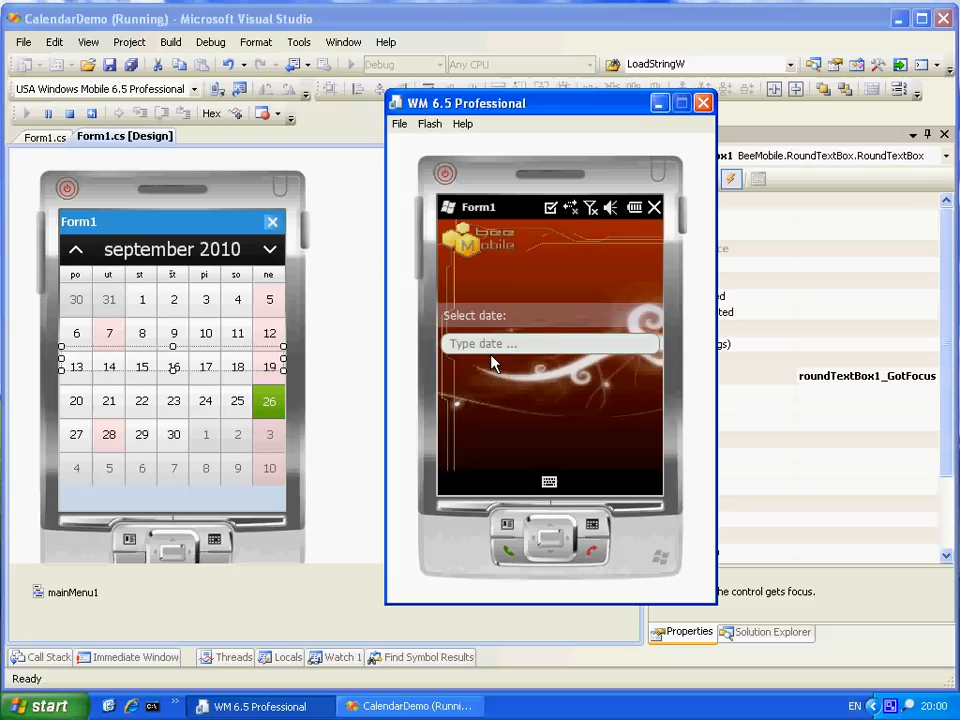 CalendarDemo (Running) - Microsoft Visual Studio
File Edit View Project Build Debug Format Tools Window Help
Debug Any CPU LoadStringW
USA Windows Mobile 6.5 Professional
Hex
Form1.cs Form1.cs [Design]
Form1
september 2010
po ut st št pi so ne
30 31 1 2 3 4 5
6 7 8 9 10 11 12
13 14 15 16 17 18 19
20 21 22 23 24 25 26
27 28 29 30 1 2 3
4 5 6 7 8 9 10
mainMenu1
WM 6.5 Professional
File Flash Help
Form1
Bee
Mobile
Select date:
Type date ...
BeeMobile.RoundTextBox.RoundTextBox
roundTextBox1_GotFocus
the control gets focus.
Properties Solution Explorer
Call Stack Immediate Window Threads Locals Watch 1 Find Symbol Results
Ready
start WM 6.5 Professional CalendarDemo (Runni... EN 20:00